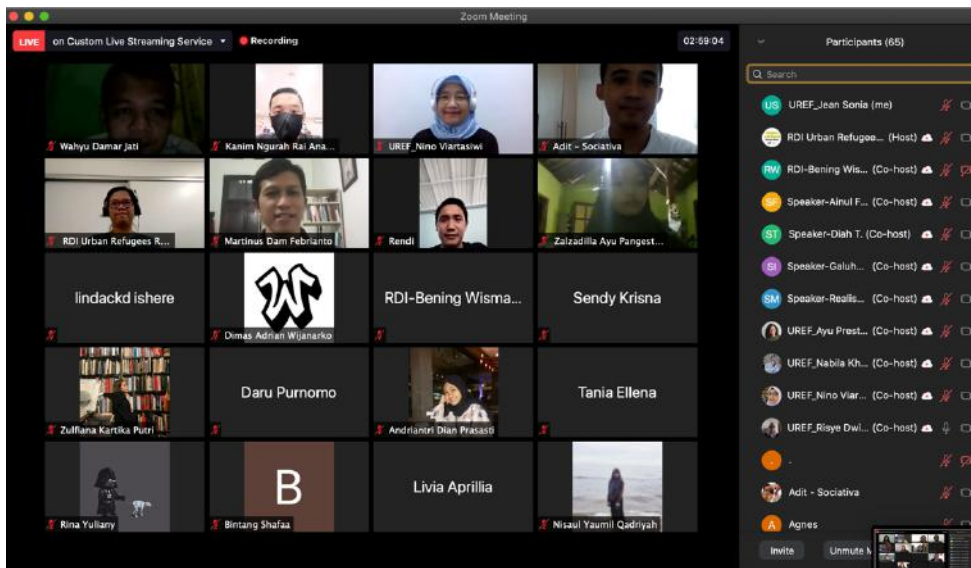 Zoom Meeting
LIVE on Custom Live Streaming Service Recording 02:59:04
Wahyu Damar Jati
Kanim Ngurah Rai Ana...
UREF_Nino Viartasiwi
Adit - Sociativa
RDI Urban Refugees R...
Martinus Dam Febrianto
Rendi
Zalzadilla Ayu Pangest...
lindackd ishere
W
Dimas Adrian Wijanarko
RDI-Bening Wisma...
Sendy Krisna
Zulfiana Kartika Putri
Daru Purnomo
Andriantri Dian Prasasti
Tania Ellena
Rina Yuliany
B
Bintang Shafaa
Livia Aprillia
Nisaul Yaumil Qadriyah
Participants (65)
Search
US UREF_Jean Sonia (me)
RDI Urban Refugee... (Host)
RW RDI-Bening Wis... (Co-host)
SF Speaker-Ainul F... (Co-host)
ST Speaker-Diah T. (Co-host)
SI Speaker-Galuh... (Co-host)
SM Speaker-Realis... (Co-host)
UREF_Ayu Prest... (Co-host)
UREF_Nabila Kh... (Co-host)
UREF_Nino Viar... (Co-host)
UREF_Risye Dwi... (Co-host)
. .
Adit - Sociativa
A Agnes
Invite Unmute M